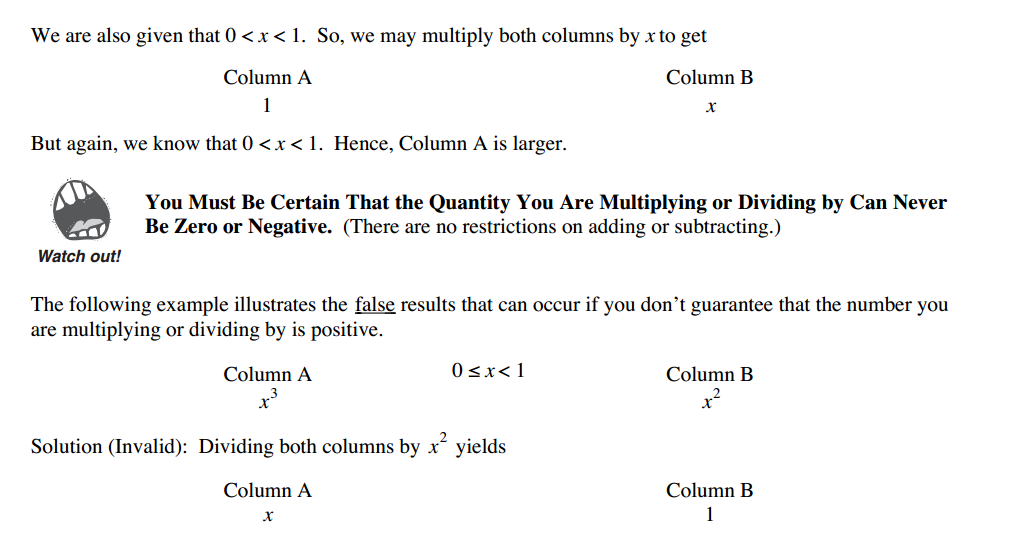 We are also given that 0 < x < 1. So, we may multiply both columns by x to get
Column A Column B
1 x
But again, we know that 0 < x < 1. Hence, Column A is larger.
You Must Be Certain That the Quantity You Are Multiplying or Dividing by Can Never
Be Zero or Negative. (There are no restrictions on adding or subtracting.)
Watch out!
The following example illustrates the false results that can occur if you don’t guarantee that the number you
are multiplying or dividing by is positive.
Column A 0 ≤ x < 1 Column B
x³ x²
Solution (Invalid): Dividing both columns by x² yields
Column A Column B
x 1